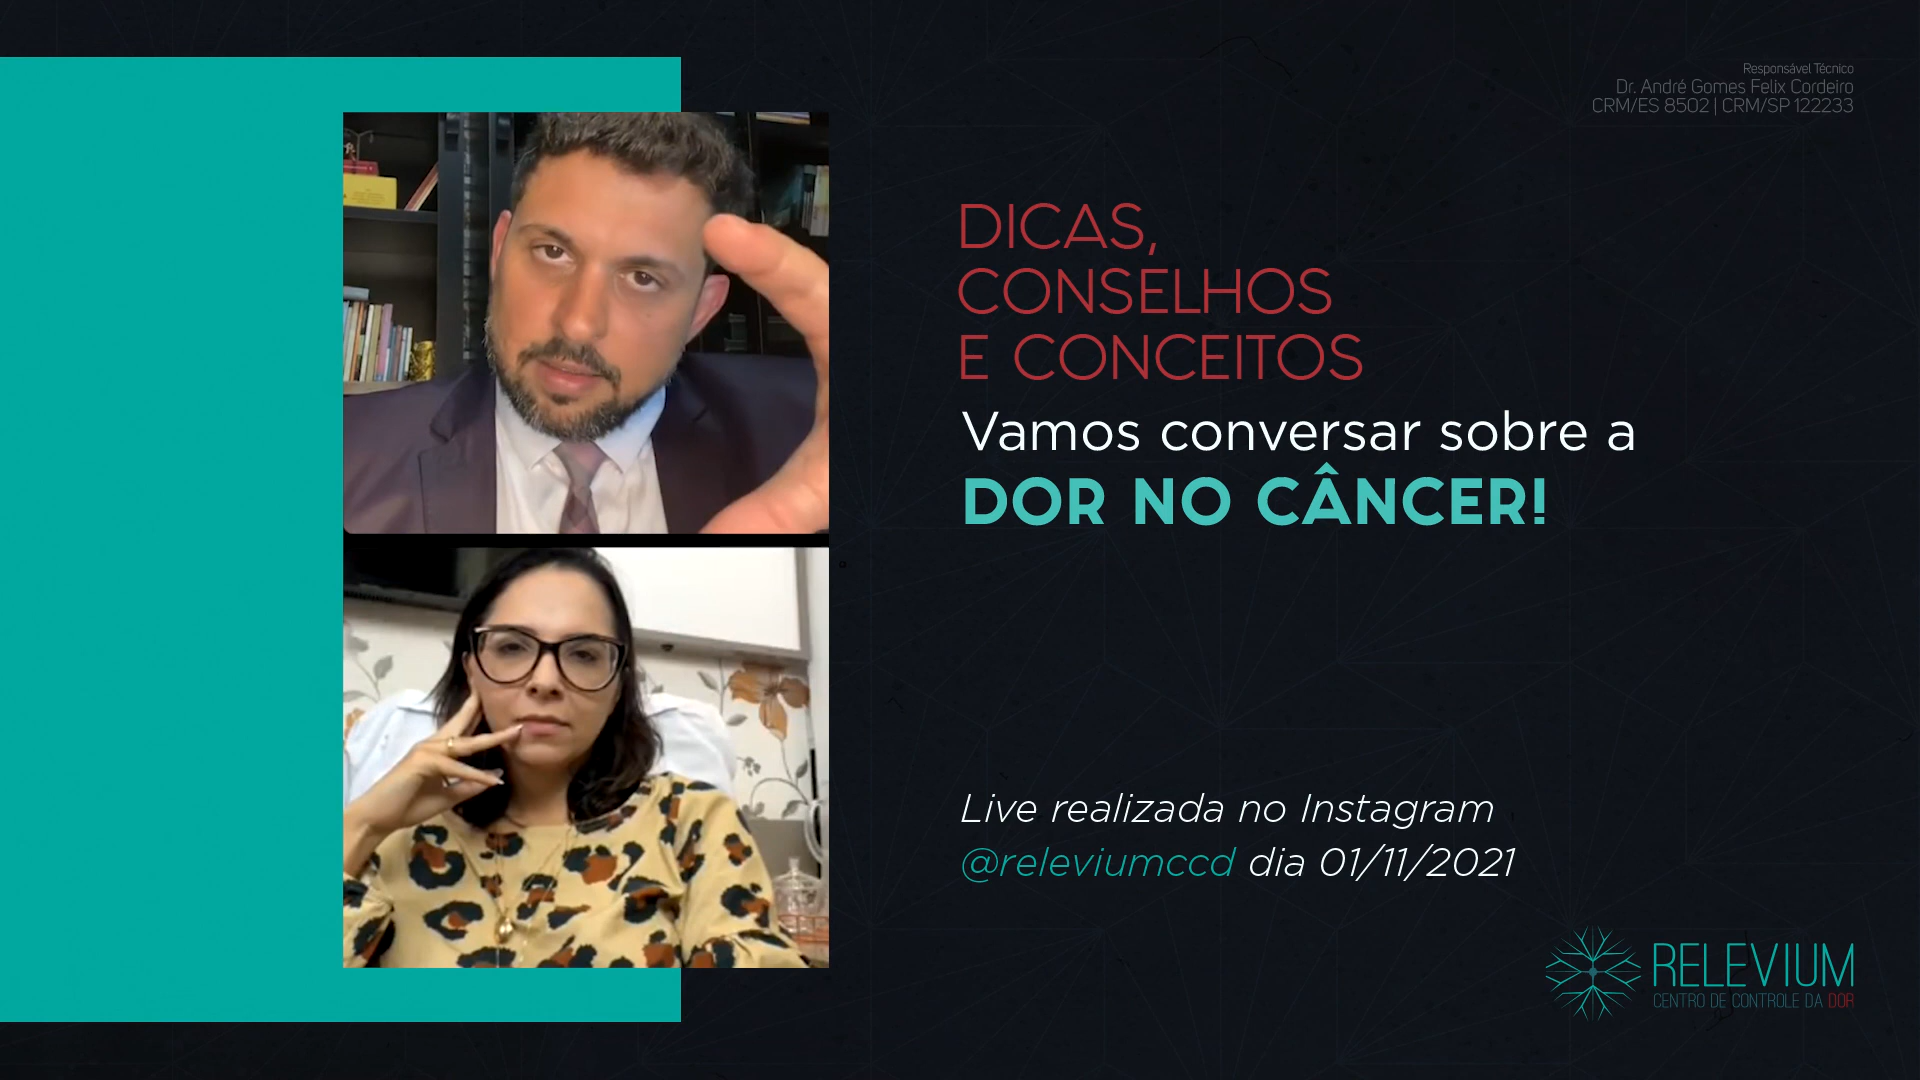 Responsável Técnico
Dr. André Gomes Felix Cordeiro
CRM/ES 8502 | CRM/SP 122233
DICAS,
CONSELHOS
E CONCEITOS
Vamos conversar sobre a
DOR NO CÂNCER!
Live realizada no Instagram
@releviumccd dia 01/11/2021
RELEVIUM
CENTRO DE CONTROLE DA DOR